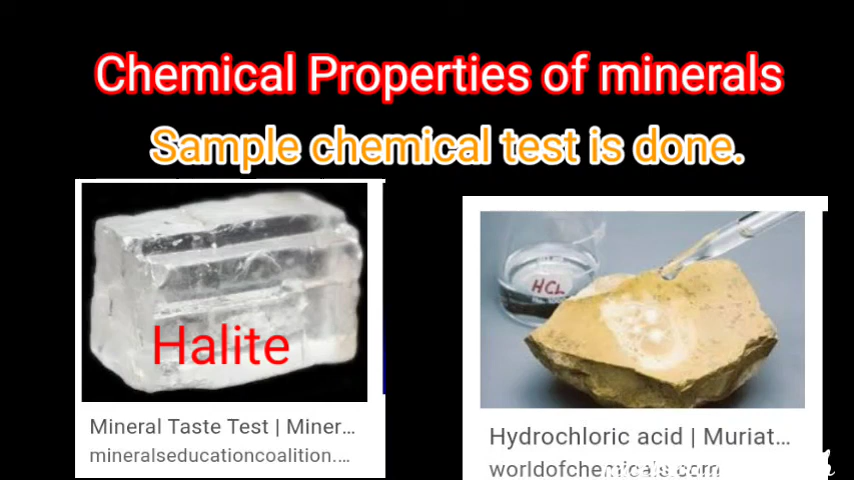 Chemical Properties of minerals
Sample chemical test is done.
Halite
Mineral Taste Test | Miner...
mineralseducationcoalition....
HCL
Hydrochloric acid | Muriat...
worldofchemicals.com